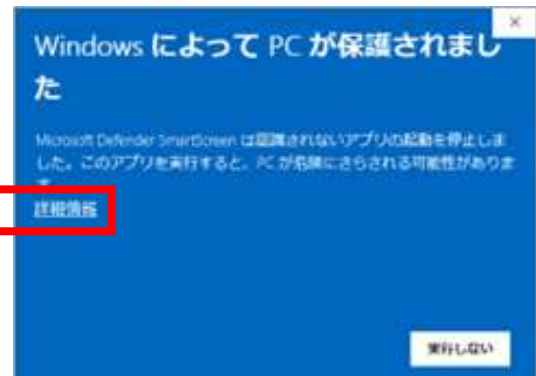 Windows によって PC が保護されまし
た
Microsoft Defender SmartScreen は認識されないアプリの起動を停止しま
した。このアプリを実行すると、PC が危険にさらされる可能性がありま
す。
詳細情報
実行しない